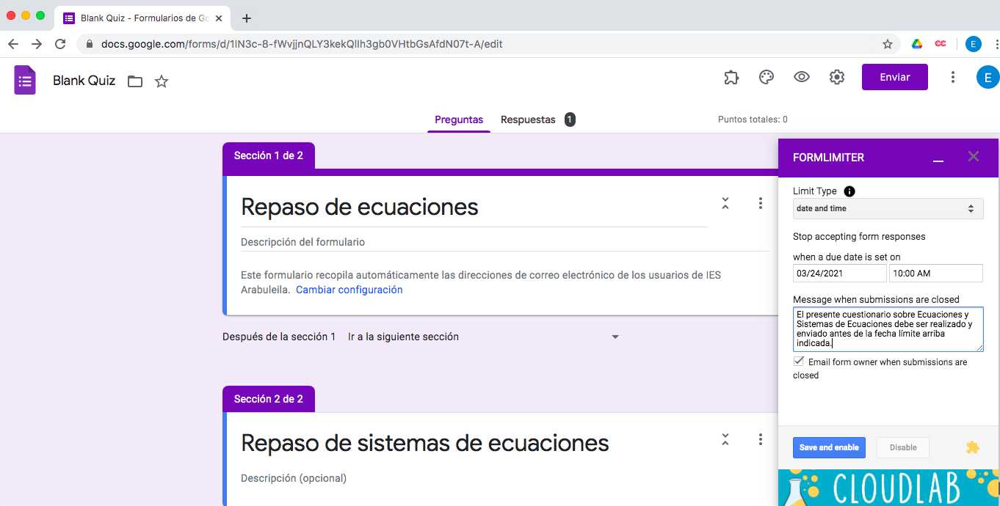 Blank Quiz - Formularios de Go
docs.google.com/forms/d/1IN3c-8-fWvjjnQLY3kekQIIh3gb0VHtbGsAfdN07t-A/edit
CC
E
Blank Quiz
Enviar
E
Preguntas
Respuestas 1
Puntos totales: 0
Sección 1 de 2
Repaso de ecuaciones
Descripción del formulario
Este formulario recopila automáticamente las direcciones de correo electrónico de los usuarios de IES
Arabuleila. Cambiar configuración
Después de la sección 1 Ir a la siguiente sección
Sección 2 de 2
Repaso de sistemas de ecuaciones
Descripción (opcional)
FORMLIMITER
Limit Type
date and time
Stop accepting form responses
when a due date is set on
03/24/2021 10:00 AM
Message when submissions are closed
El presente cuestionario sobre Ecuaciones y
Sistemas de Ecuaciones debe ser realizado y
enviado antes de la fecha límite arriba
indicada.
Email form owner when submissions are
closed
Save and enable
Disable
CLOUDLAB